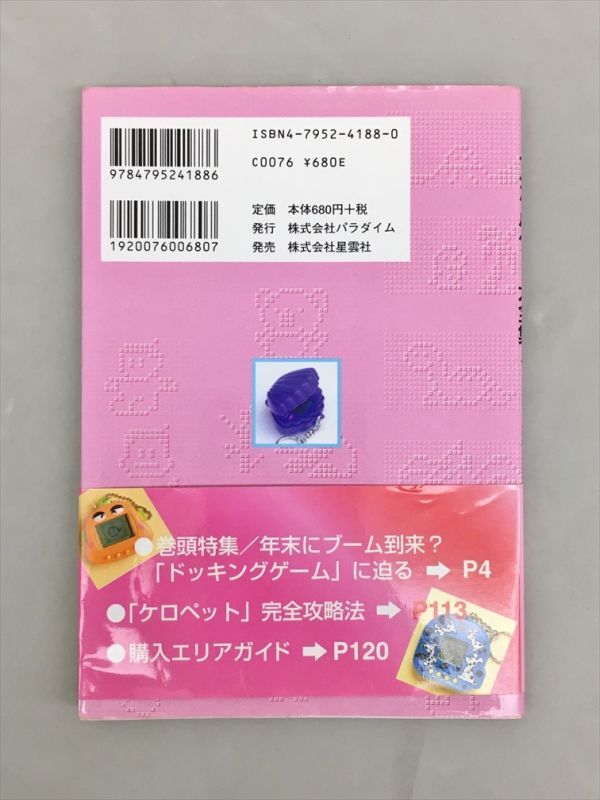 ISBN4-7952-4188-0
C0076 ¥680E
9784795241886
定価 本体680円＋税
発行 株式会社パラダイム
発売 株式会社星雲社
1920076006807
●巻頭特集／年末にブーム到来？
「ドッキングゲーム」に迫る ➡ P4
●「ケロペット」完全攻略法 ➡ P113
●購入エリアガイド ➡ P120